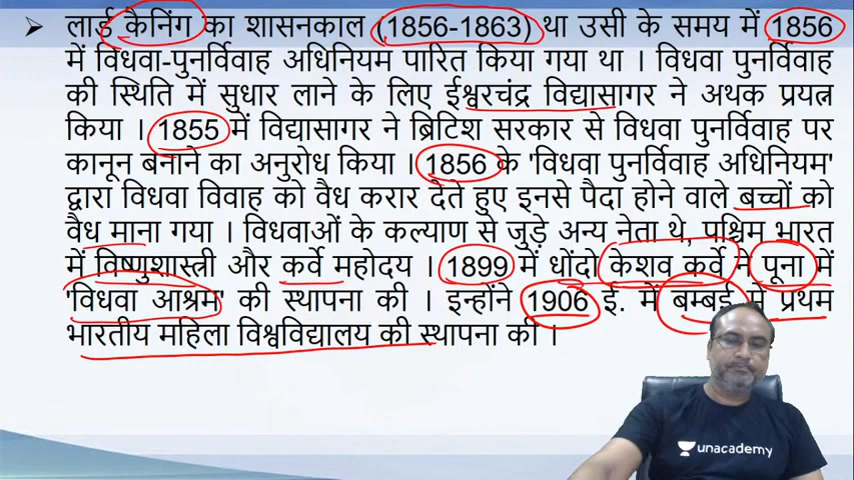 ➤ लार्ड कैनिंग का शासनकाल (1856-1863) था उसी के समय में 1856
में विधवा-पुनर्विवाह अधिनियम पारित किया गया था । विधवा पुनर्विवाह
की स्थिति में सुधार लाने के लिए ईश्वरचंद्र विद्यासागर ने अथक प्रयत्न
किया । 1855 में विद्यासागर ने ब्रिटिश सरकार से विधवा पुनर्विवाह पर
कानून बनाने का अनुरोध किया । 1856 के 'विधवा पुनर्विवाह अधिनियम'
द्वारा विधवा विवाह को वैध करार देते हुए इनसे पैदा होने वाले बच्चों को
वैध माना गया । विधवाओं के कल्याण से जुड़े अन्य नेता थे, पश्चिम भारत
में विष्णुशास्त्री और कर्वे महोदय । 1899 में धोंदो केशव कर्वे ने पूना में
'विधवा आश्रम' की स्थापना की । इन्होंने 1906 ई. में बम्बई में प्रथम
भारतीय महिला विश्वविद्यालय की स्थापना की ।
unacademy